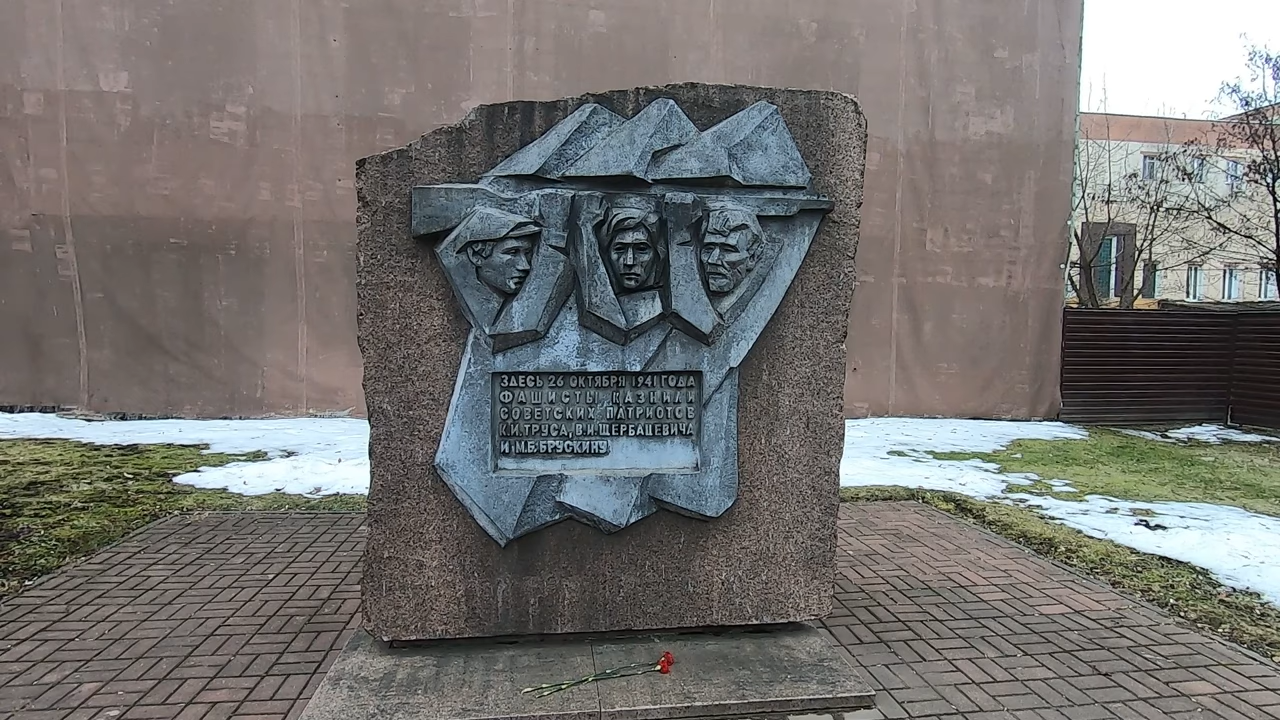 ЗДЕСЬ 26 ОКТЯБРЯ 1941 ГОДА
ФАШИСТЫ КАЗНИЛИ
СОВЕТСКИХ ПАТРИОТОВ
К.И. ТРУСА, В.И. ЩЕРБАЦЕВИЧА
И М.Б. БРУСКИНУ.